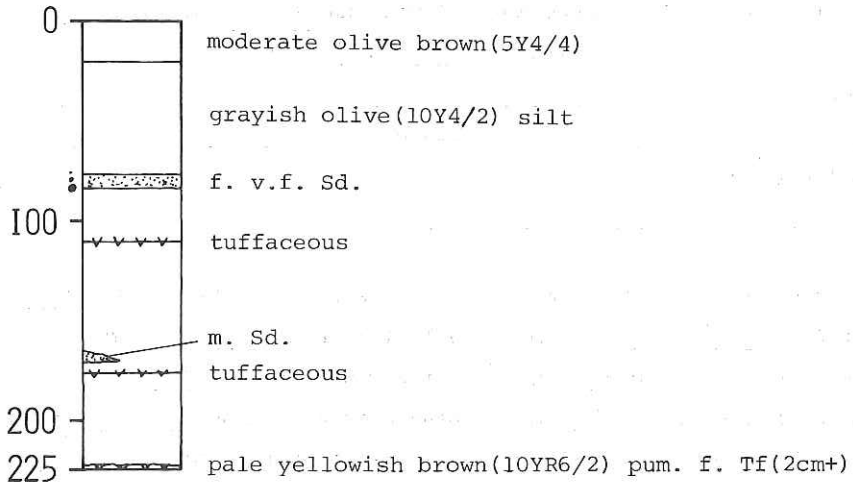 0
moderate olive brown(5Y4/4)
grayish olive(10Y4/2) silt
f. v.f. Sd.
100
tuffaceous
m. Sd.
tuffaceous
200
225 pale yellowish brown(10YR6/2) pum. f. Tf(2cm+)